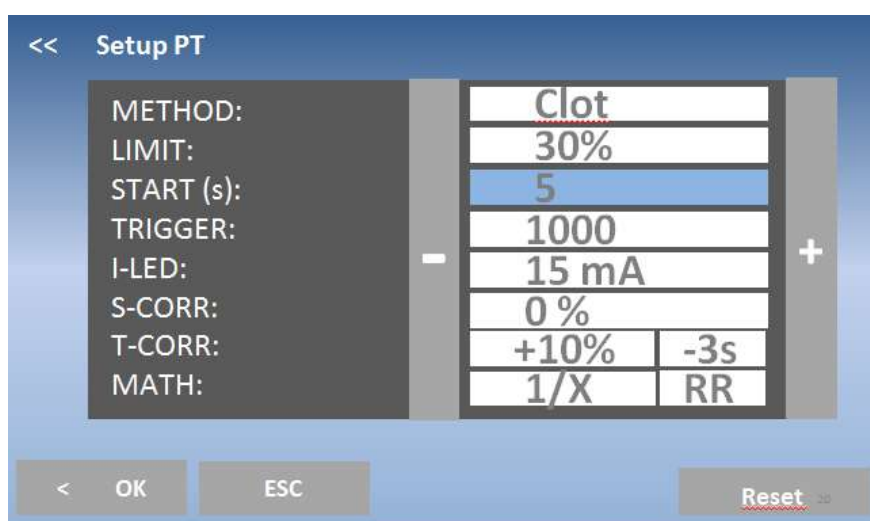 << Setup PT
METHOD: Clot
LIMIT: 30%
START (s): 5
TRIGGER: 1000
I-LED: 15 mA
S-CORR: 0 %
T-CORR: +10% -3s
MATH: 1/X RR
- +
< OK ESC Reset 20